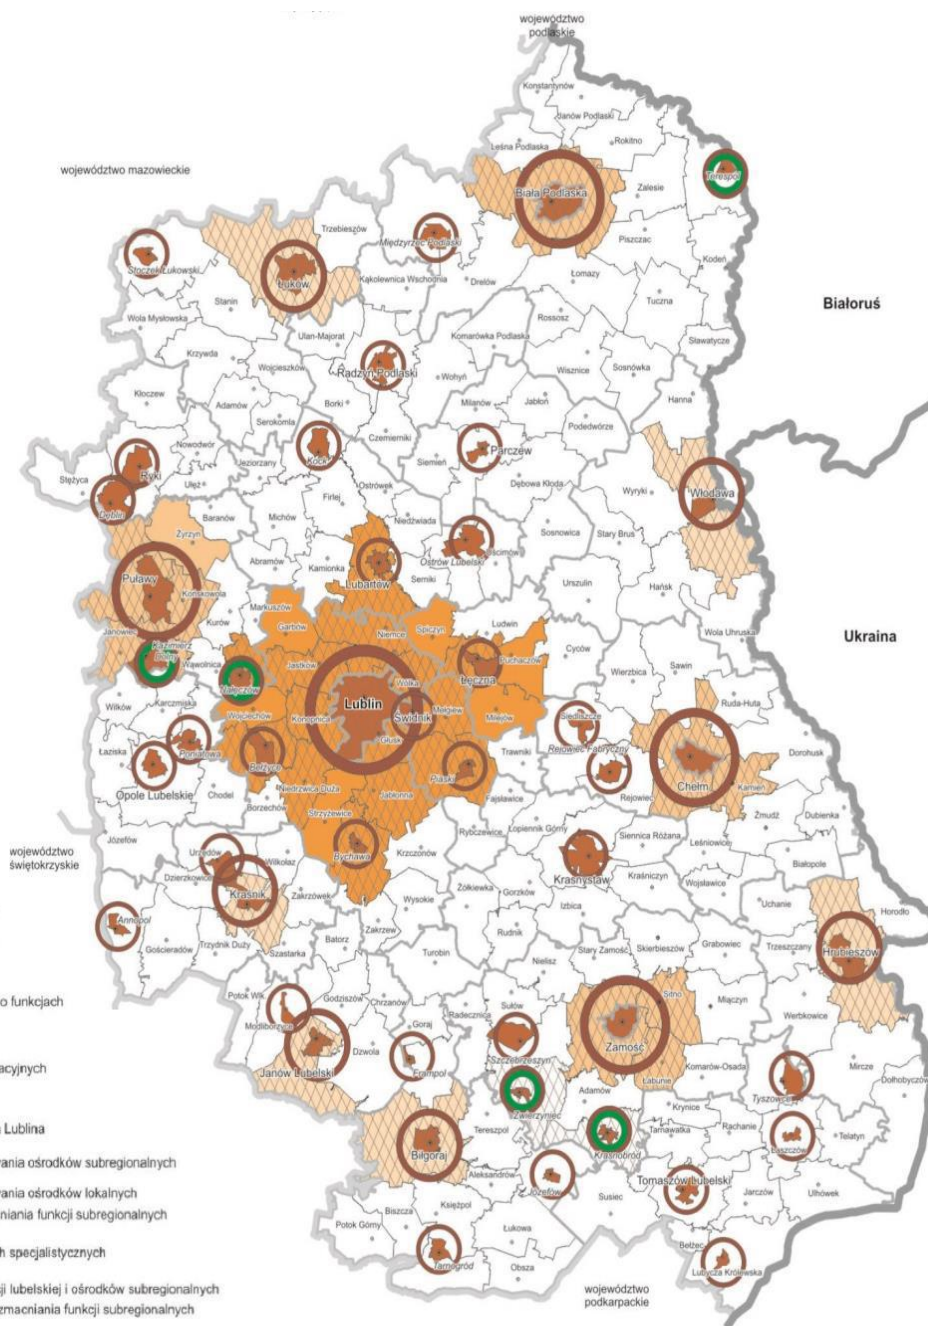 województwo
podlaskie
Konstantynów
Janów Podlaski
Leśna Podlaska
Rokitno
województwo mazowieckie
Terespol
Biała Podlaska
Zalesie
Trzebieszów
Międzyrzec Podlaski
Piszczac
Kodeń
Stoczek Łukowski
Łuków
Kąkolewnica Wschodnia
Drelów
Łomazy
Tuczna
Białoruś
Stanin
Wola Mysłowska
Ulan-Majorat
Komarówka Podlaska
Rossosz
Sławatycze
Krzywda
Wojcieszków
Radzyń Podlaski
Wohyń
Wisznice
Sosnówka
Hanna
Kłoczew
Adamów
Borki
Milanów
Jabłoń
Serokomla
Podedwórze
Nowodwór
Czemierniki
Stężyca
Ryki
Jeziorzany
Kock
Siemień
Parczew
Ułęż
Ostrówek
Dębowa Kłoda
Wyryki
Włodawa
Dęblin
Baranów
Michów
Firlej
Niedźwiada
Sosnowica
Stary Brus
Żyrzyn
Abramów
Kamionka
Lubartów
Ostrów Lubelski
Uścimów
Puławy
Końskowola
Serniki
Urszulin
Hańsk
Kurów
Markuszów
Garbów
Niemce
Spiczyn
Ludwin
Wola Uhruska
Ukraina
Janowiec
Kazimierz
Dolny
Wąwolnica
Nałęczów
Jastków
Wólka
Łęczna
Puchaczów
Cyców
Wierzbica
Sawin
Wilków
Karczmiska
Wojciechów
Konopnica
Lublin
Świdnik
Mełgiew
Milejów
Siedliszcze
Ruda-Huta
Łaziska
Poniatowa
Bełżyce
Głusk
Piaski
Trawniki
Rejowiec Fabryczny
Dorohusk
Opole Lubelskie
Chodel
Niedrzwica Duża
Jabłonna
Fajsławice
Rejowiec
Chełm
Kamień
Borzechów
Strzyżewice
Rybczewice
Łopiennik Górny
Siennica Różana
Żmudź
Dubienka
Józefów
województwo
świętokrzyskie
Urzędów
Wilkołaz
Bychawa
Krzczonów
Leśniowice
Białopole
Dzierzkowice
Kraśnik
Zakrzówek
Krasnystaw
Żółkiewka
Gorzków
Kraśniczyn
Wojsławice
Wysokie
Izbica
Uchanie
Horodło
Annopol
Gościeradów
Trzydnik Duży
Szastarka
Batorz
Zakrzew
Turobin
Rudnik
Stary Zamość
Skierbieszów
Grabowiec
Trzeszczany
Hrubieszów
Nielisz
Potok Wlk.
Godziszów
Chrzanów
Radecznica
Sułów
Sitno
Miączyn
Werbkowice
o funkcjach
Modliborzyce
Goraj
Szczebrzeszyn
Zamość
Janów Lubelski
Dzwola
Frampol
Łabunie
Komarów-Osada
Mircze
Dołhobyczów
acyjnych
Zwierzyniec
Adamów
Tyszowce
Krynice
Lublina
Tereszpol
Krasnobród
Tarnawatka
Rachanie
Łaszczów
Telatyn
wania ośrodków subregionalnych
Biłgoraj
Aleksandrów
Józefów
Tomaszów Lubelski
Jarczów
Ulhówek
wania ośrodków lokalnych
Susiec
niania funkcji subregionalnych
Biszcza
Księżpol
Potok Górny
Łukowa
Bełżec
Tarnogród
Obsza
Lubycza Królewska
h specjalistycznych
województwo
podkarpackie
ji lubelskiej i ośrodków subregionalnych
zmacniania funkcji subregionalnych